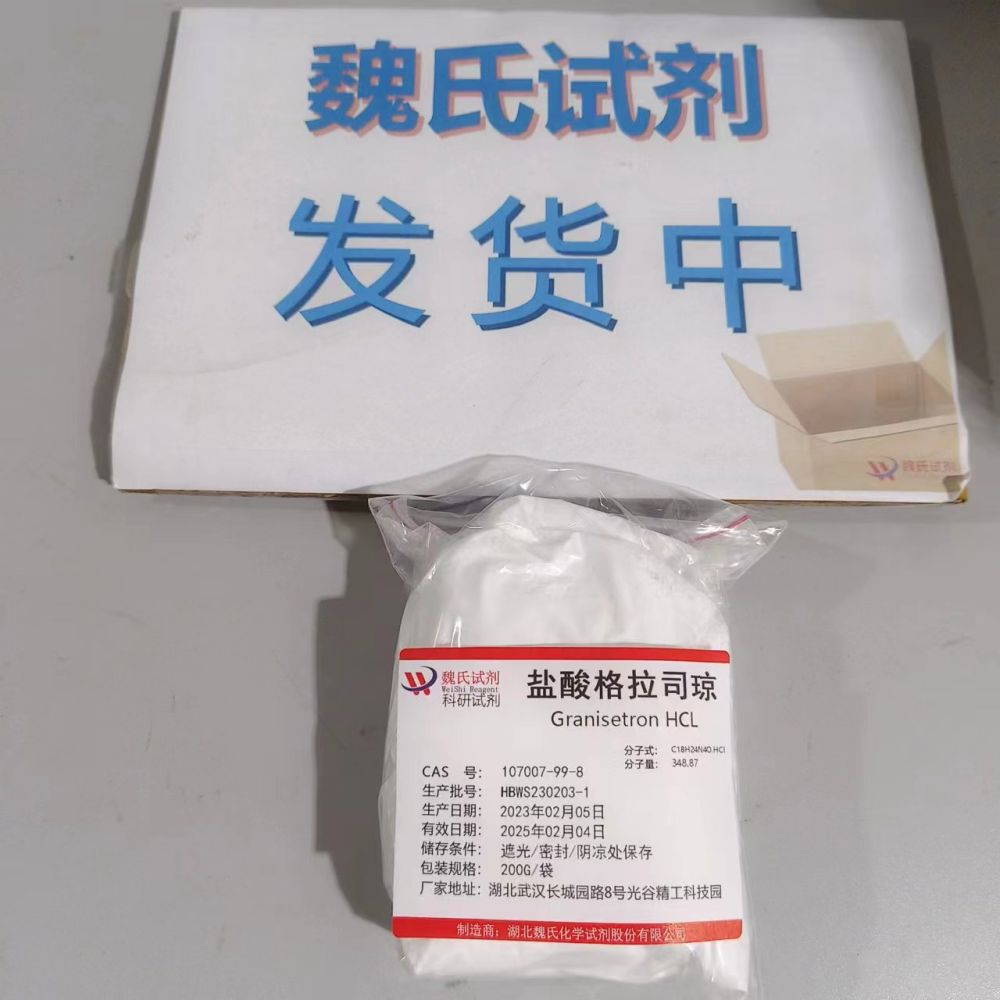 魏氏试剂
发货中
魏氏试剂
魏氏试剂
WeiShi Reagent
科研试剂
盐酸格拉司琼
Granisetron HCL
分子式: C18H24N4O.HCl
分子量: 348.87
CAS 号: 107007-99-8
生产批号: HBWS230203-1
生产日期: 2023年02月05日
有效日期: 2025年02月04日
储存条件: 遮光/密封/阴凉处保存
包装规格: 200G/袋
厂家地址: 湖北武汉长城园路8号光谷精工科技园
制造商: 湖北魏氏化学试剂股份有限公司